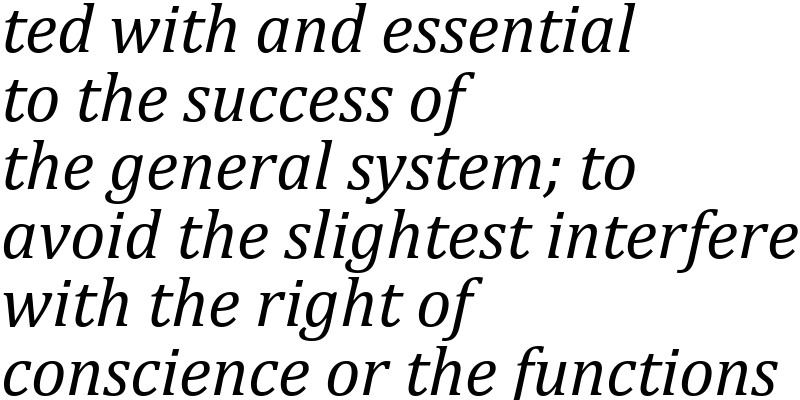 ted with and essential
to the success of
the general system; to
avoid the slightest interfere
with the right of
conscience or the functions